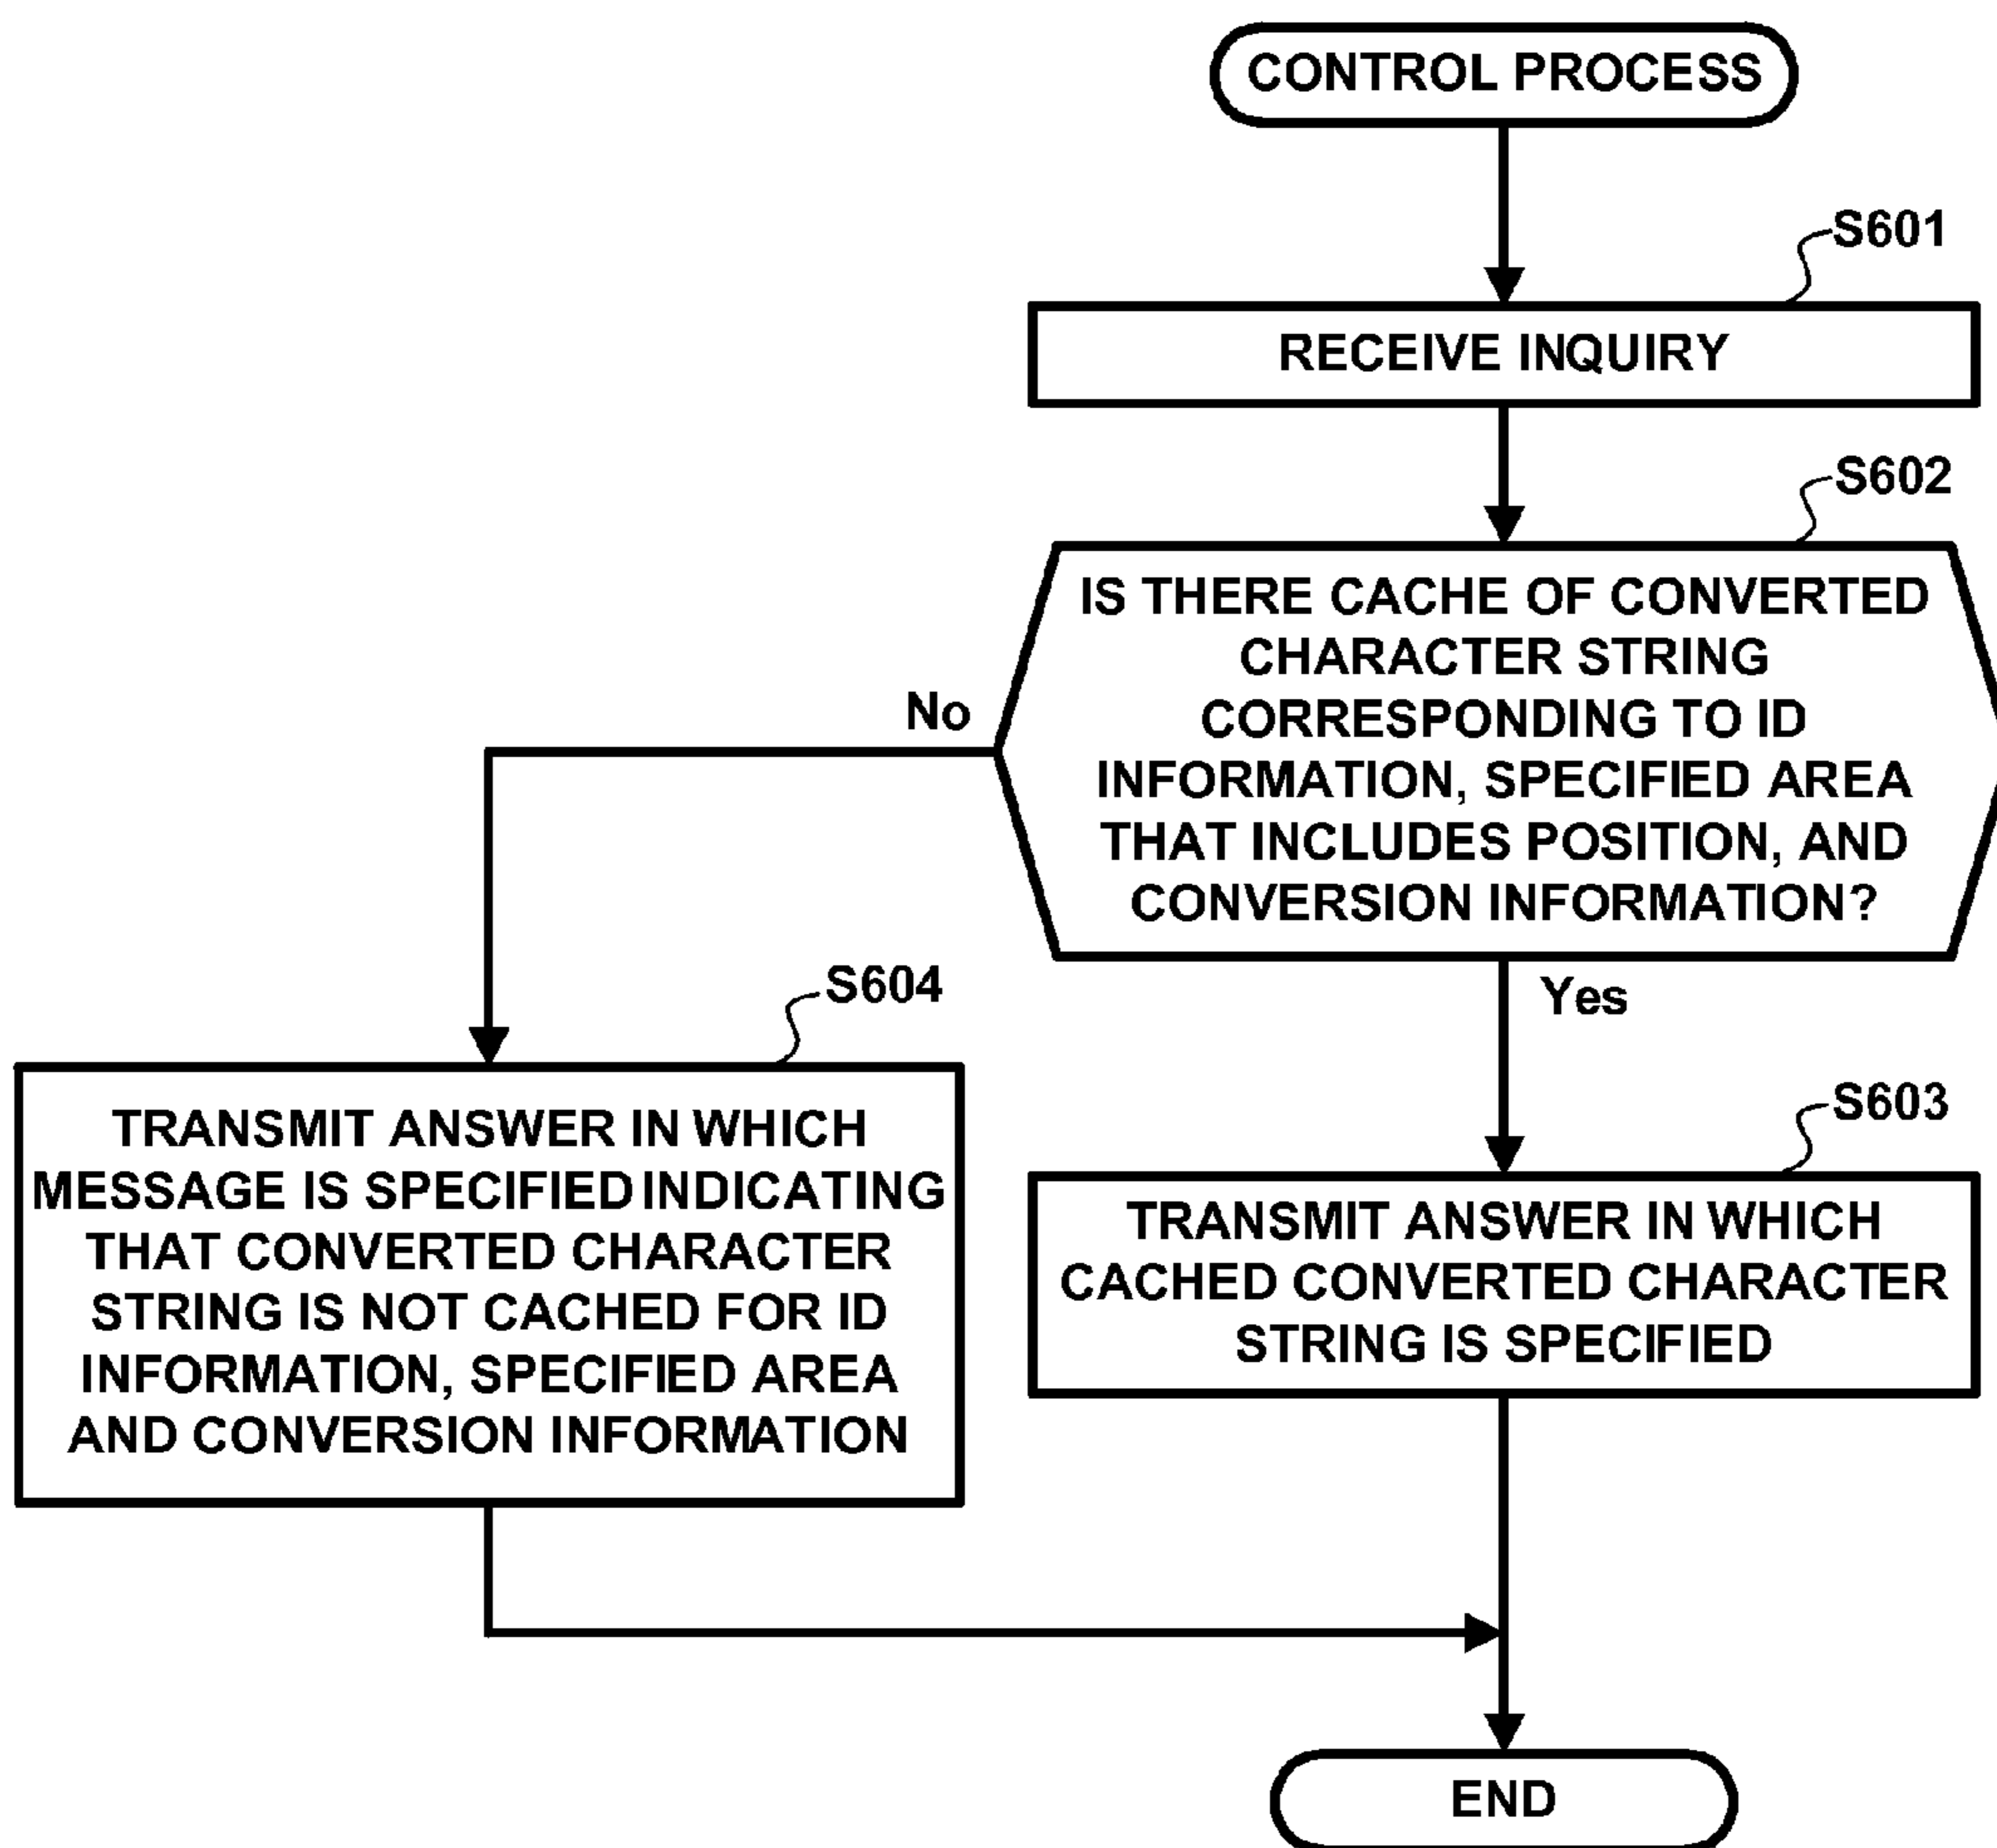 CONTROL PROCESS
S601
RECEIVE INQUIRY
S602
IS THERE CACHE OF CONVERTED
CHARACTER STRING
CORRESPONDING TO ID
INFORMATION, SPECIFIED AREA
THAT INCLUDES POSITION, AND
CONVERSION INFORMATION?
No
Yes
S604
TRANSMIT ANSWER IN WHICH
MESSAGE IS SPECIFIED INDICATING
THAT CONVERTED CHARACTER
STRING IS NOT CACHED FOR ID
INFORMATION, SPECIFIED AREA
AND CONVERSION INFORMATION
S603
TRANSMIT ANSWER IN WHICH
CACHED CONVERTED CHARACTER
STRING IS SPECIFIED
END